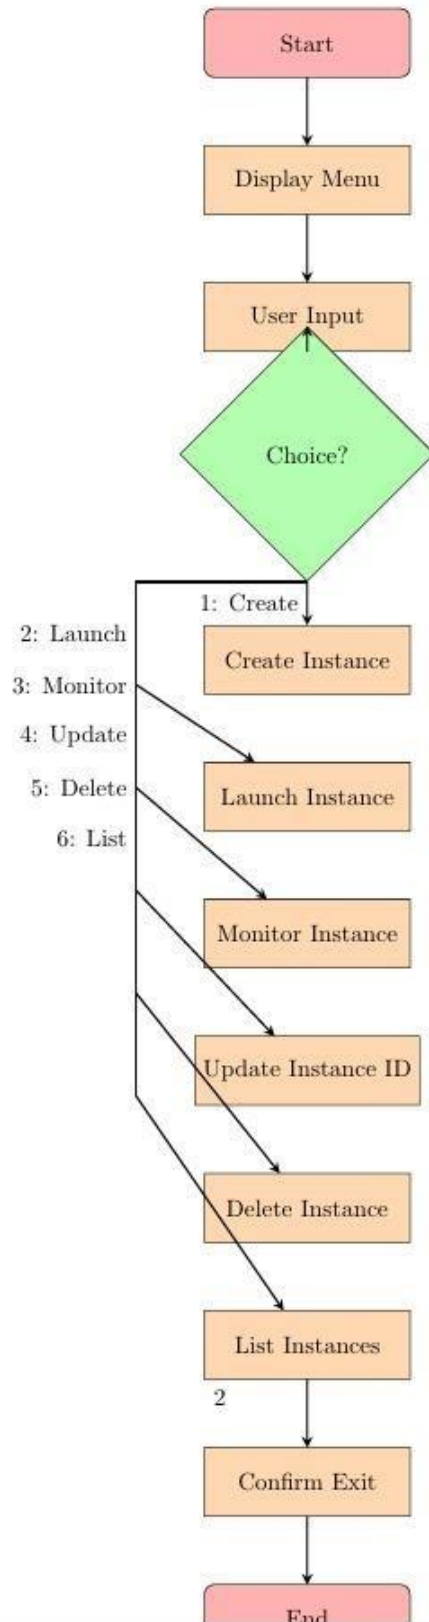 Start
Display Menu
User Input
Choice?
1: Create
2: Launch
Create Instance
3: Monitor
4: Update
5: Delete
Launch Instance
6: List
Monitor Instance
Update Instance ID
Delete Instance
List Instances
2
Confirm Exit
End